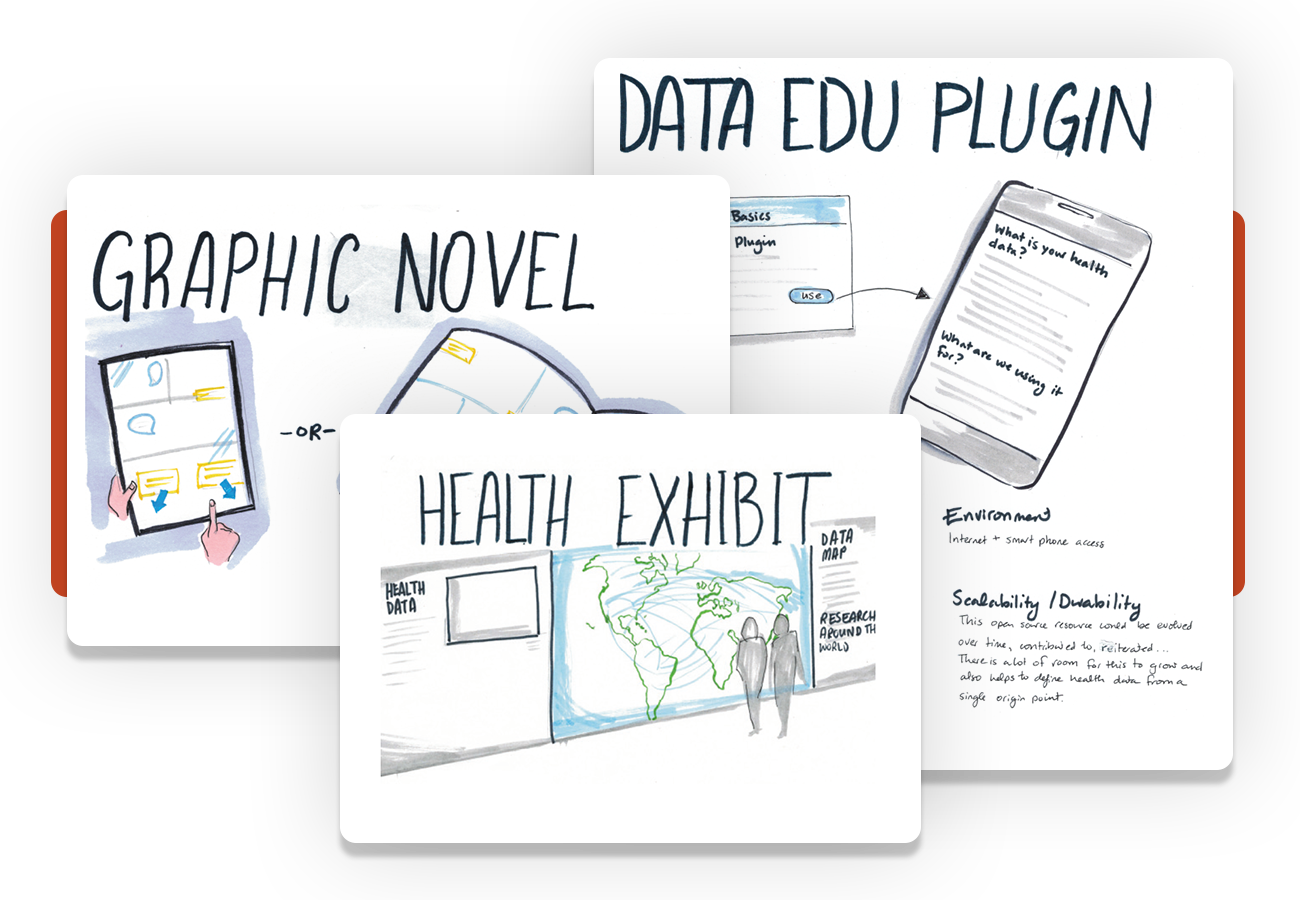 DATA EDU PLUGIN
Basics
Plugin
use
What is your health
data?
What are we using it
for?
Environment
Internet + smart phone access
Scalability / Durability
This open source resource would be evolved
over time, contributed to, reiterated...
There is a lot of room for this to grow and
also helps to define health data from a
single origin point.
GRAPHIC NOVEL
-OR-
HEALTH EXHIBIT
HEALTH
DATA
DATA
MAP
RESEARCH
AROUND TH
WORLD